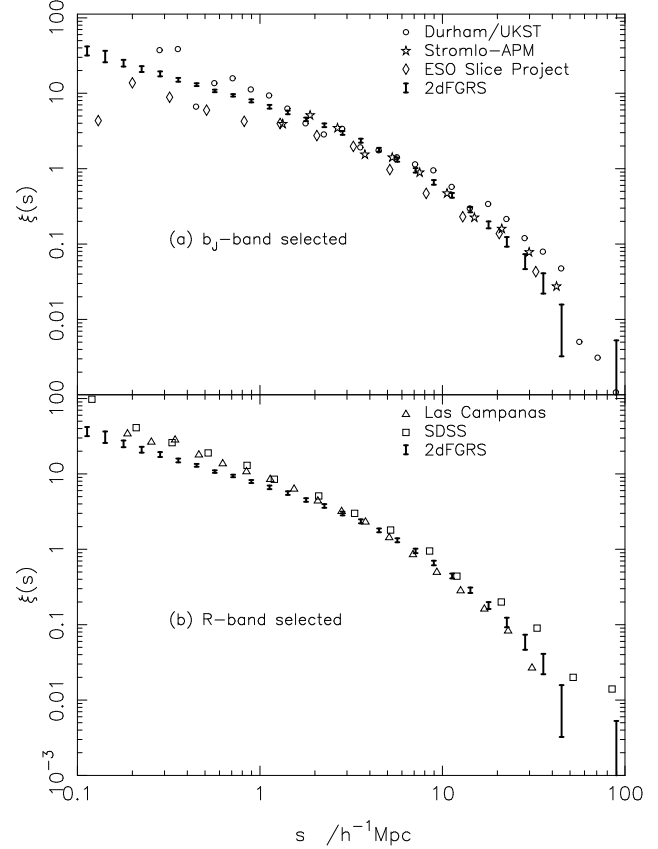 100
Durham/UKST
Stromlo-APM
ESO Slice Project
2dFGRS
10
1
ξ(s)
(a) bJ-band selected
0.1
0.01
100
Las Campanas
SDSS
2dFGRS
10
1
ξ(s)
0.1
(b) R-band selected
0.01
10⁻³
0.1
1
10
100
s /h⁻¹Mpc